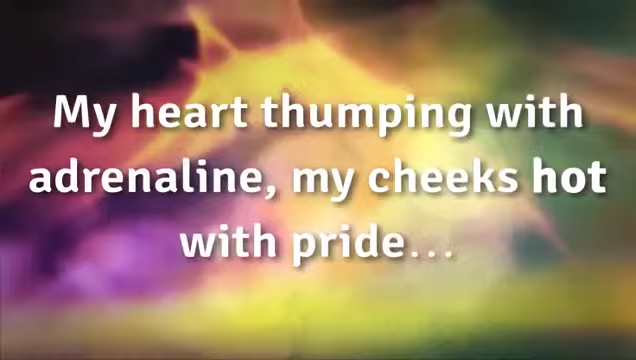 My heart thumping with
adrenaline, my cheeks hot
with pride...